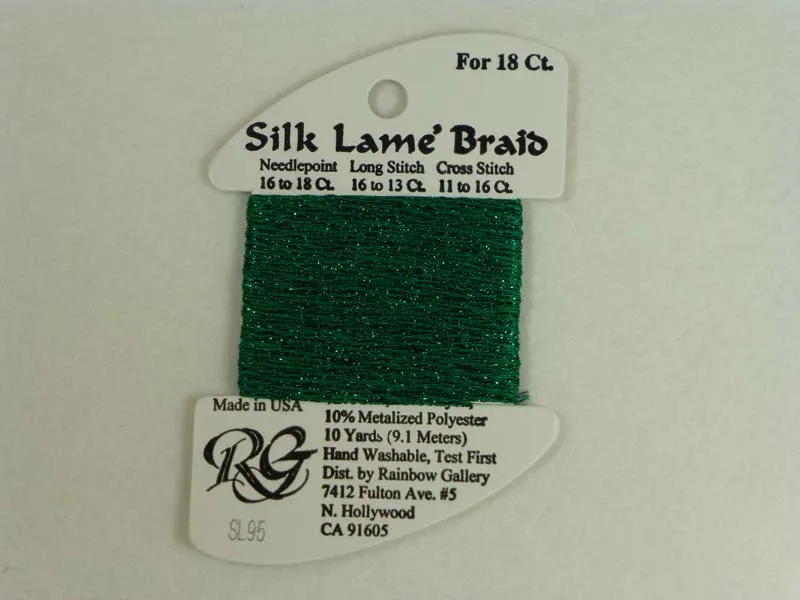 For 18 Ct.
Silk Lame' Braid
Needlepoint Long Stitch Cross Stitch
16 to 18 Ct. 16 to 13 Ct. 11 to 16 Ct.
Made in USA
10% Metalized Polyester
10 Yards (9.1 Meters)
Hand Washable, Test First
Dist. by Rainbow Gallery
7412 Fulton Ave. #5
N. Hollywood
CA 91605
RG
SL95